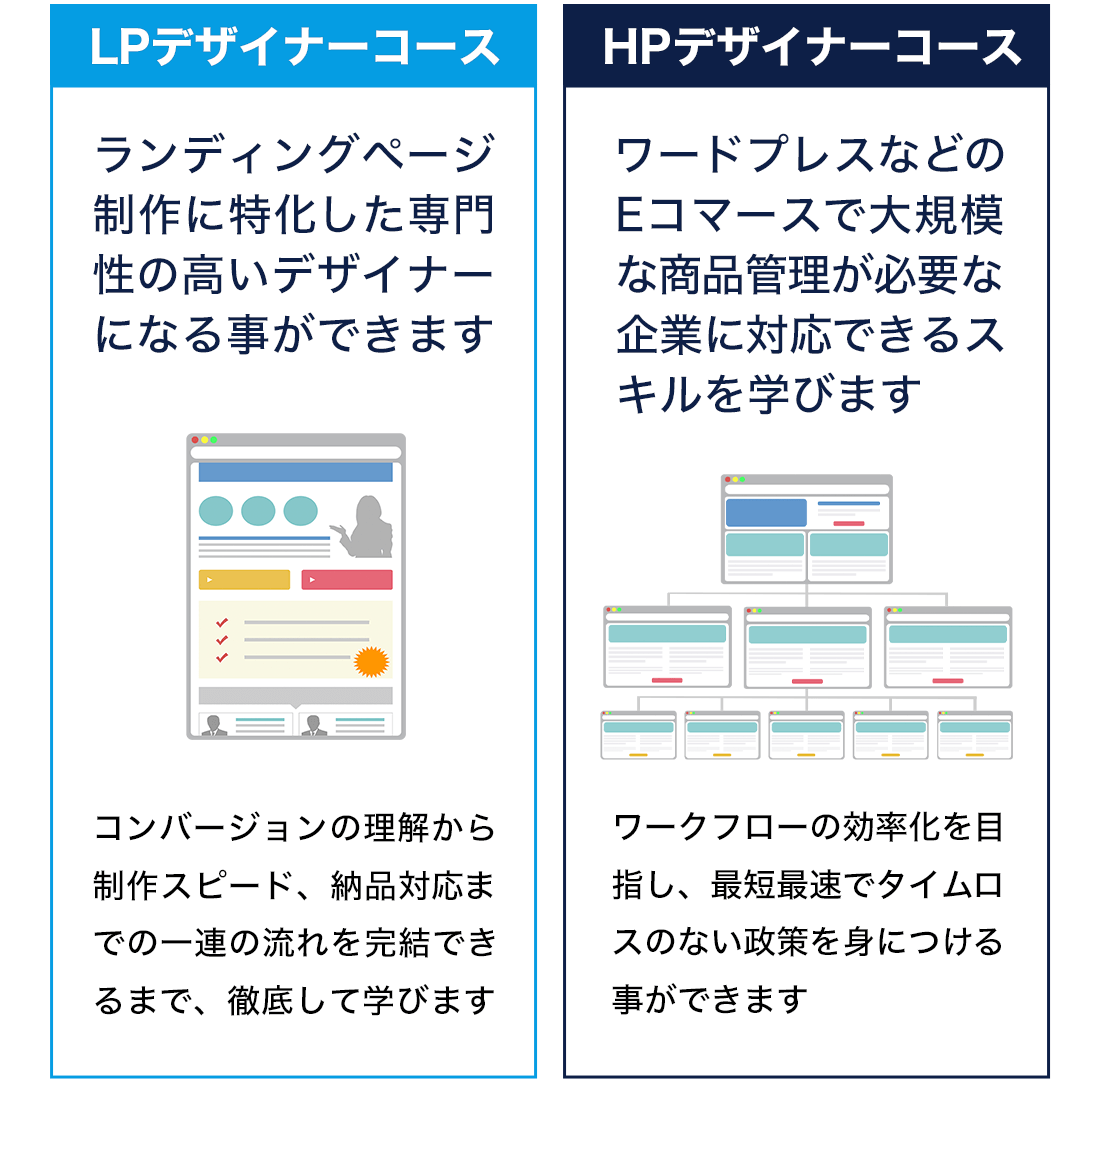 LPデザイナーコース
ランディングページ
制作に特化した専門
性の高いデザイナー
になる事ができます
コンバージョンの理解から
制作スピード、納品対応ま
での一連の流れを完結でき
るまで、徹底して学びます
HPデザイナーコース
ワードプレスなどの
Eコマースで大規模
な商品管理が必要な
企業に対応できるス
キルを学びます
ワークフローの効率化を目
指し、最短最速でタイムロ
スのない政策を身につける
事ができます